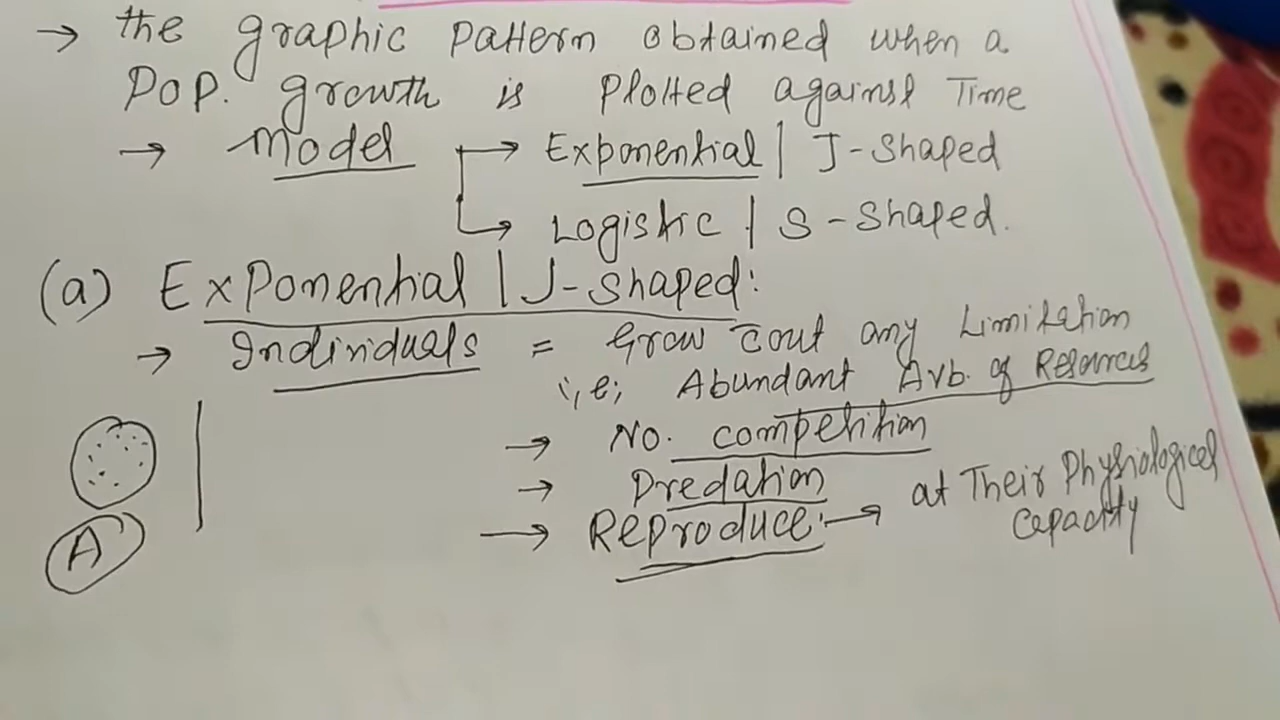 → the graphic pattern obtained when a
Pop. growth is Plotted against Time
→ Model → Exponential | J-Shaped
→ Logistic | S-Shaped.
(a) Exponential | J-Shaped:
→ Individuals = Grow c̄out any Limitation
i,e; Abundant Avb. of Resources
→ No. competition
→ Predation
→ Reproduce: → at Their Physiological
Capacity
A